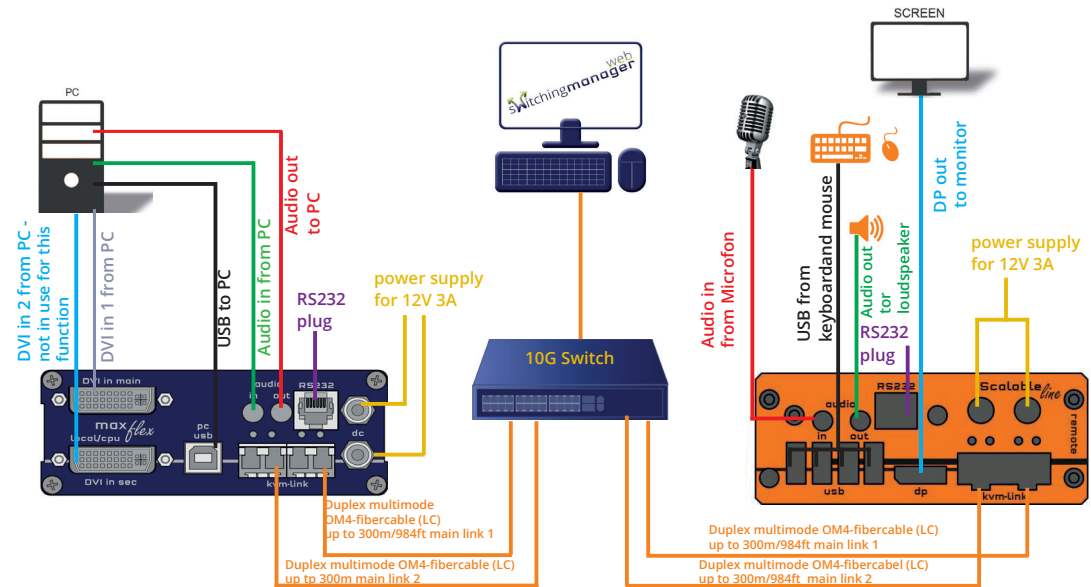 SCREEN
PC
web
switchingmanager
DVI in 2 from PC -
not in use for this
function
DVI in 1 from PC
USB to PC
Audio in from PC
Audio out
to PC
RS232
plug
power supply
for 12V 3A
10G Switch
Audio in
from Microfon
USB from
keyboardand mouse
Audio out
tor
loudspeaker
RS232
plug
DP out
to monitor
power supply
for 12V 3A
DVI in main
maxflex
local/cpu
DVI in sec
pc
usb
audio
in
out
RS232
dc
kvm-link
RS232
audio
in
out
Scalable
line
remote
usb
dp
kvm-link
Duplex multimode
OM4-fibercable (LC)
up to 300m/984ft main link 1
Duplex multimode OM4-fibercable (LC)
up tp 300m main link 2
Duplex multimode OM4-fibercable (LC)
up to 300m/984ft main link 1
Duplex multimode OM4-fibercabel (LC)
up to 300m/984ft main link 2